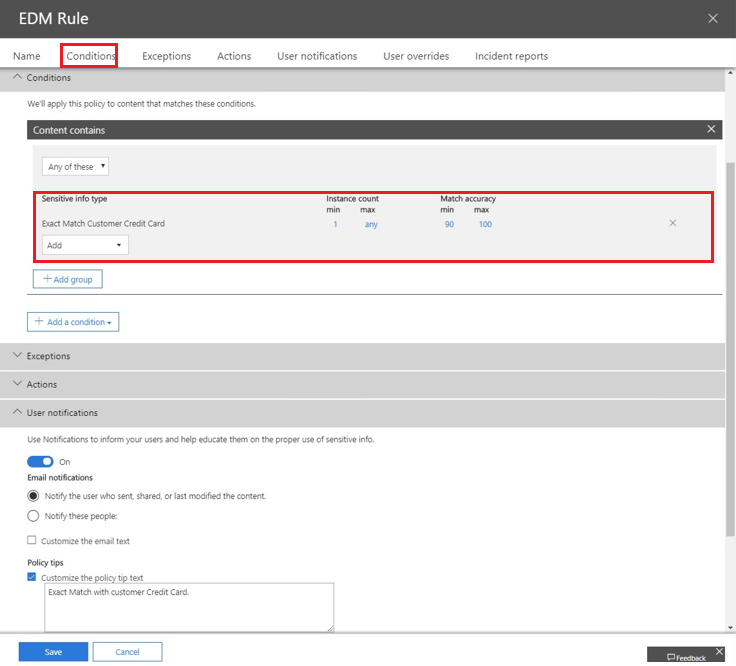 EDM Rule
Name Conditions Exceptions Actions User notifications User overrides Incident reports
Conditions
We'll apply this policy to content that matches these conditions.
Content contains
Any of these
Sensitive info type Instance count Match accuracy
min max min max
Exact Match Customer Credit Card 1 any 90 100
Add
Add group
Add a condition
Exceptions
Actions
User notifications
Use Notifications to inform your users and help educate them on the proper use of sensitive info.
On
Email notifications
Notify the user who sent, shared, or last modified the content.
Notify these people:
Customize the email text
Policy tips
Customize the policy tip text
Exact Match with customer Credit Card.
Save Cancel
Feedback